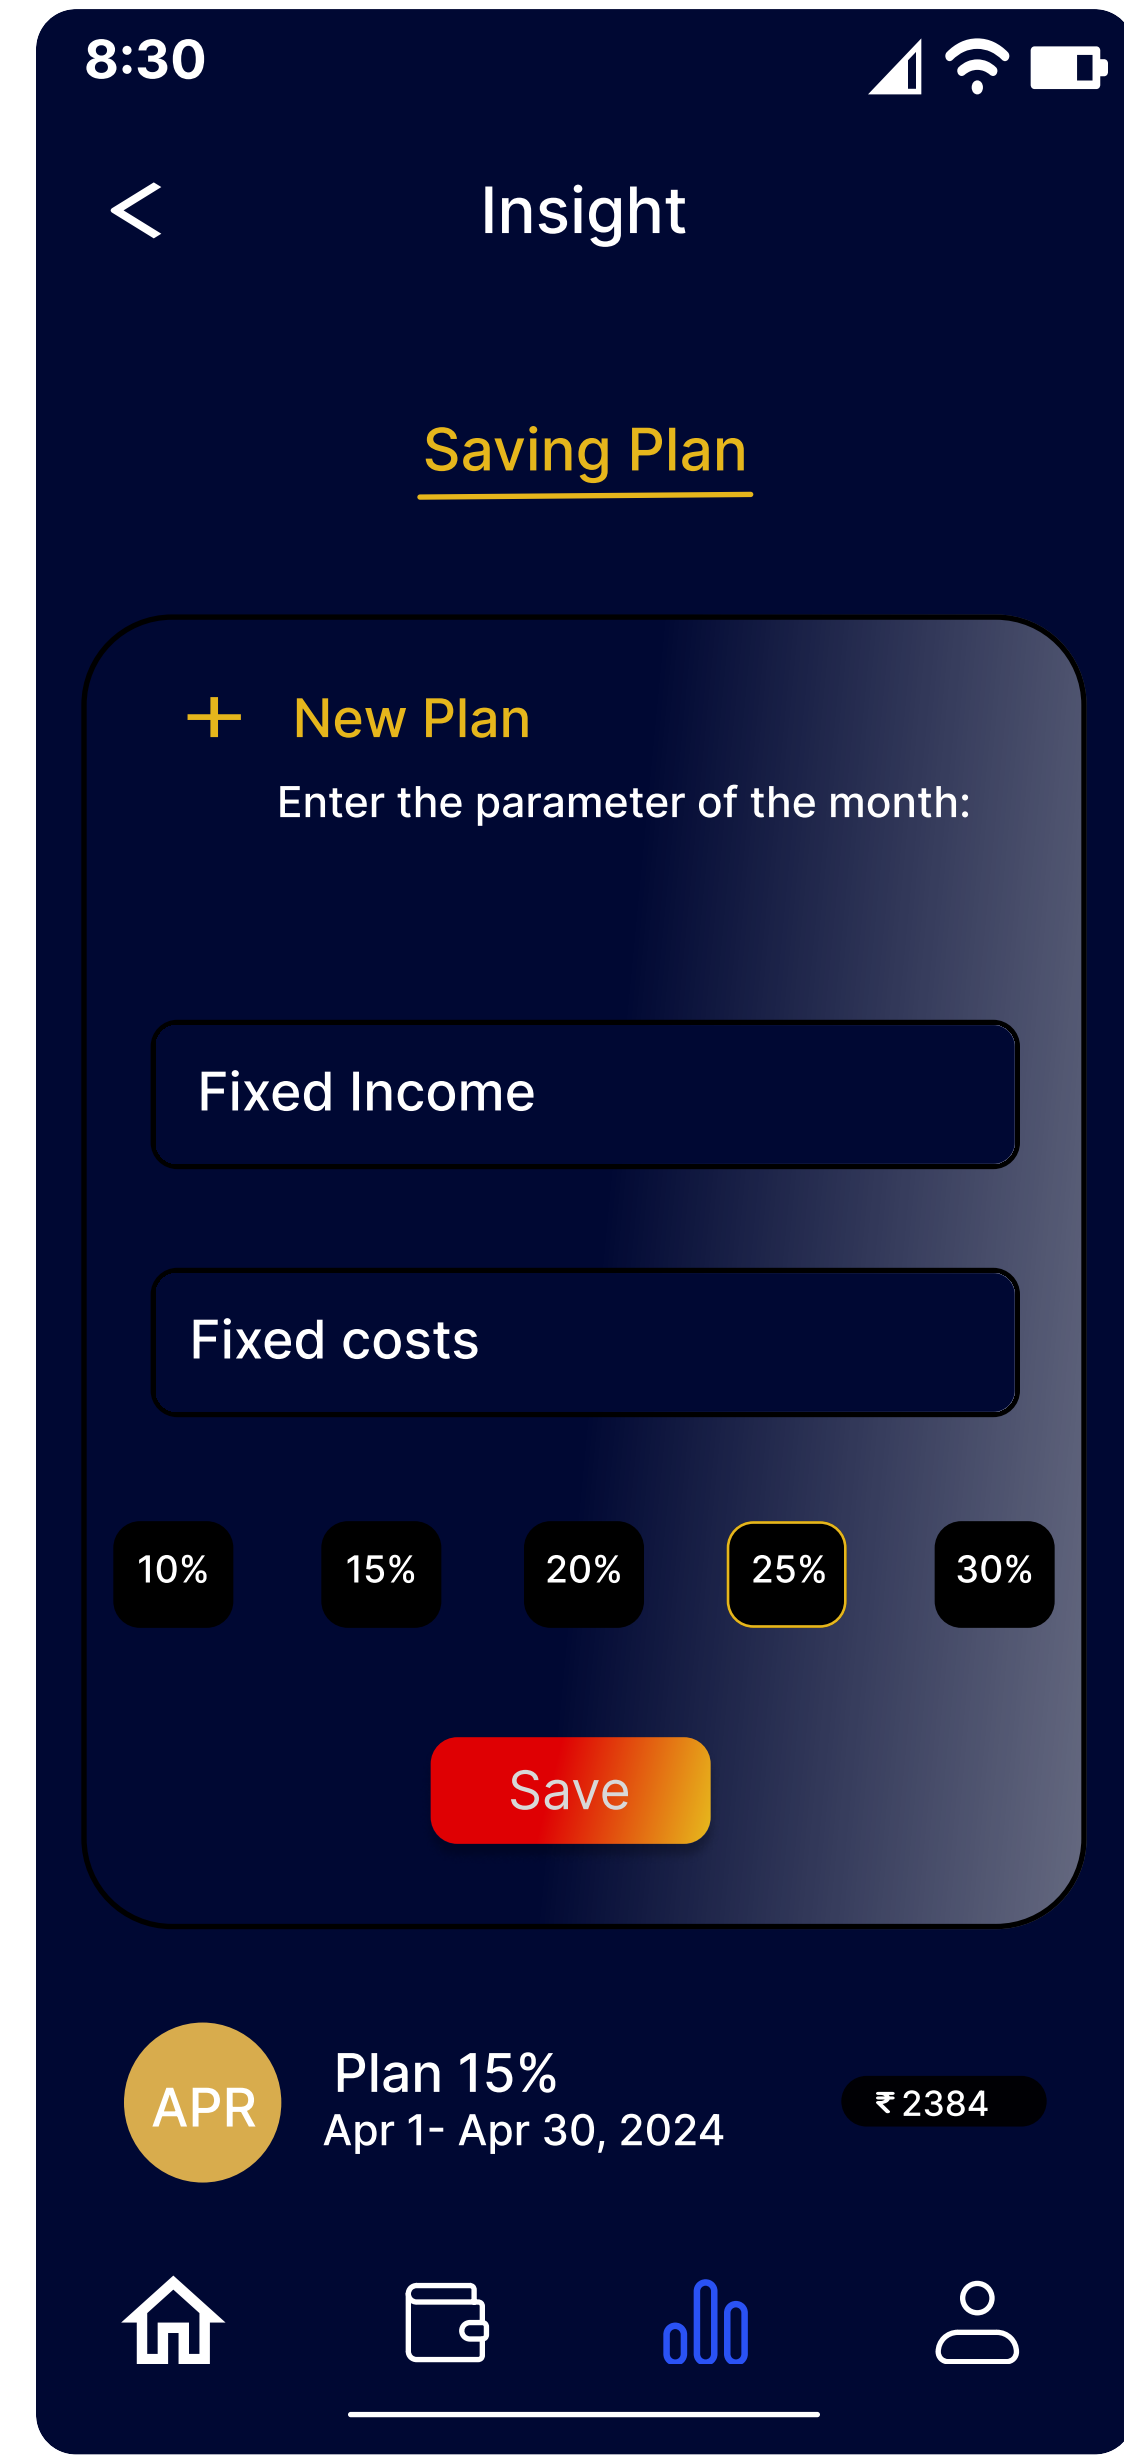 8:30
Insight
Saving Plan
+ New Plan
Enter the parameter of the month:
Fixed Income
Fixed costs
10% 15% 20% 25% 30%
Save
APR
Plan 15%
Apr 1- Apr 30, 2024
₹ 2384